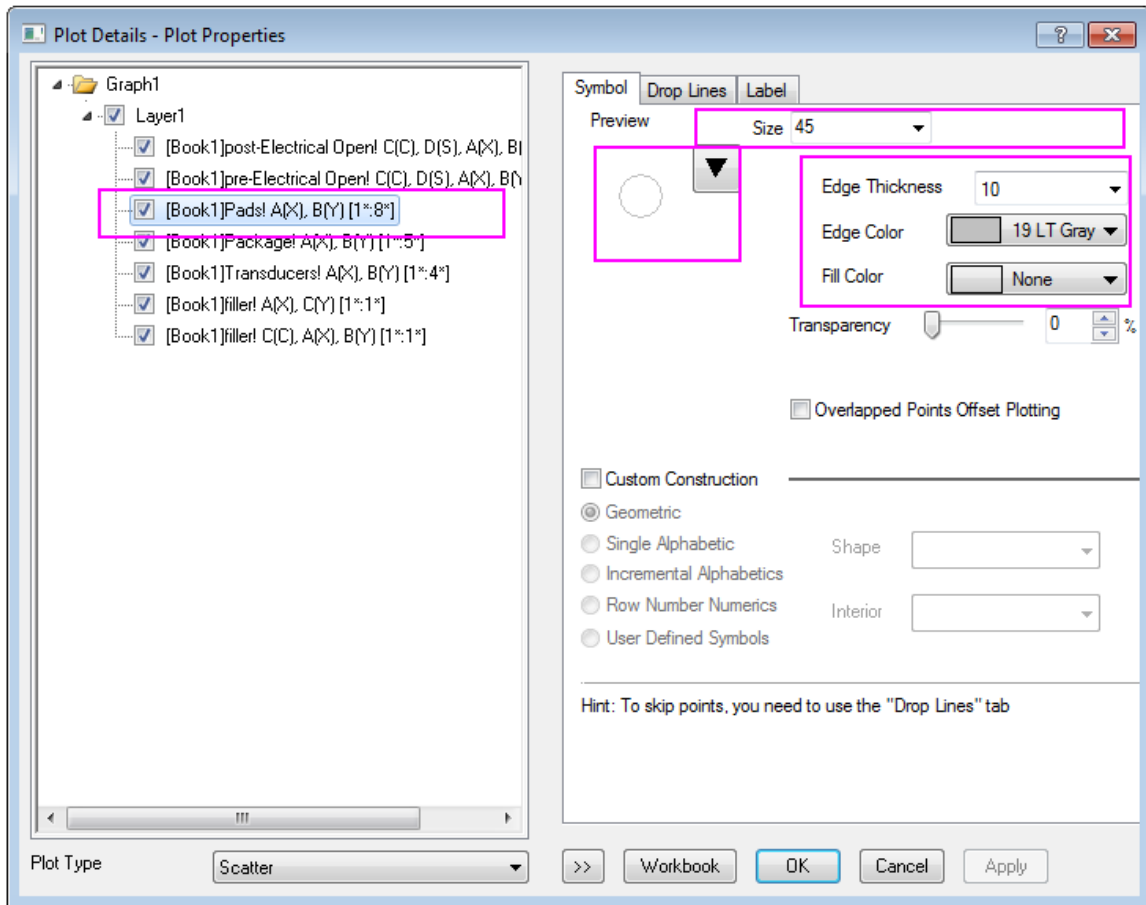 Plot Details - Plot Properties
Graph1
Layer1
[Book1]post-Electrical Open! C(C), D(S), A(X), B(
[Book1]pre-Electrical Open! C(C), D(S), A(X), B(Y
[Book1]Pads! A(X), B(Y) [1*:8*]
[Book1]Package! A(X), B(Y) [1*:5*]
[Book1]Transducers! A(X), B(Y) [1*:4*]
[Book1]filler! A(X), C(Y) [1*:1*]
[Book1]filler! C(C), A(X), B(Y) [1*:1*]
Plot Type Scatter
Symbol Drop Lines Label
Preview Size 45
Edge Thickness 10
Edge Color 19 LT Gray
Fill Color None
Transparency 0 %
Overlapped Points Offset Plotting
Custom Construction
Geometric
Single Alphabetic Shape
Incremental Alphabetics
Row Number Numerics Interior
User Defined Symbols
Hint: To skip points, you need to use the "Drop Lines" tab
>> Workbook OK Cancel Apply